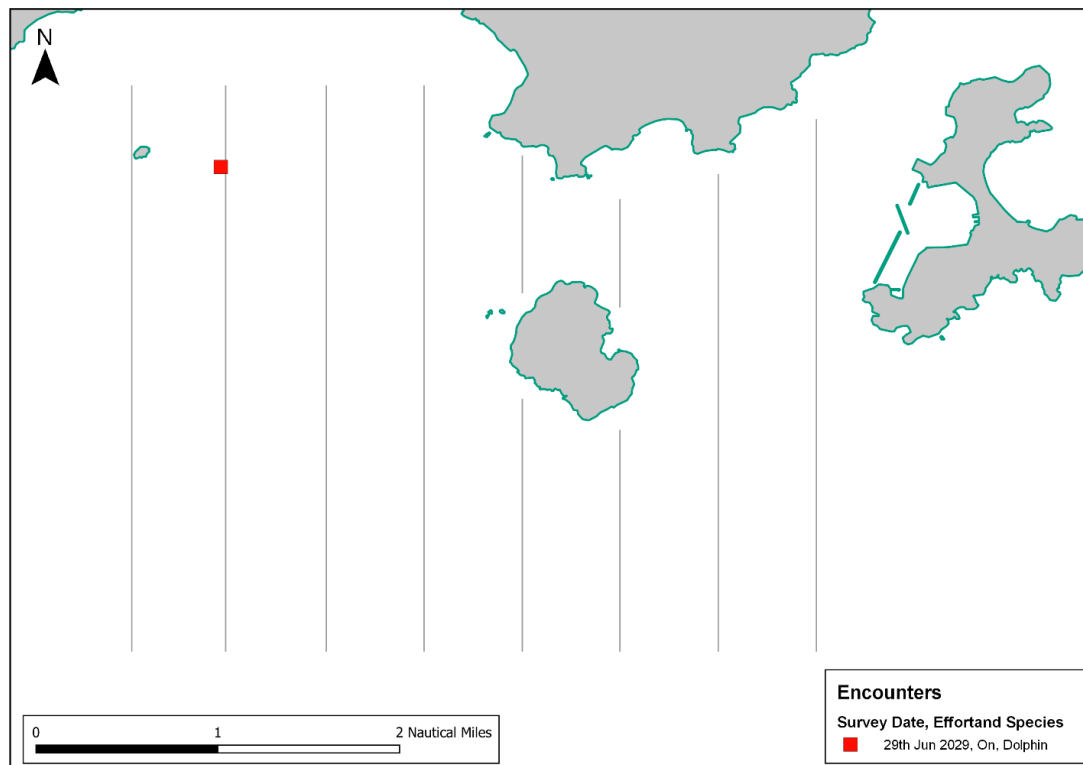 N
0 1 2 Nautical Miles
Encounters
Survey Date, Effortand Species
29th Jun 2029, On, Dolphin